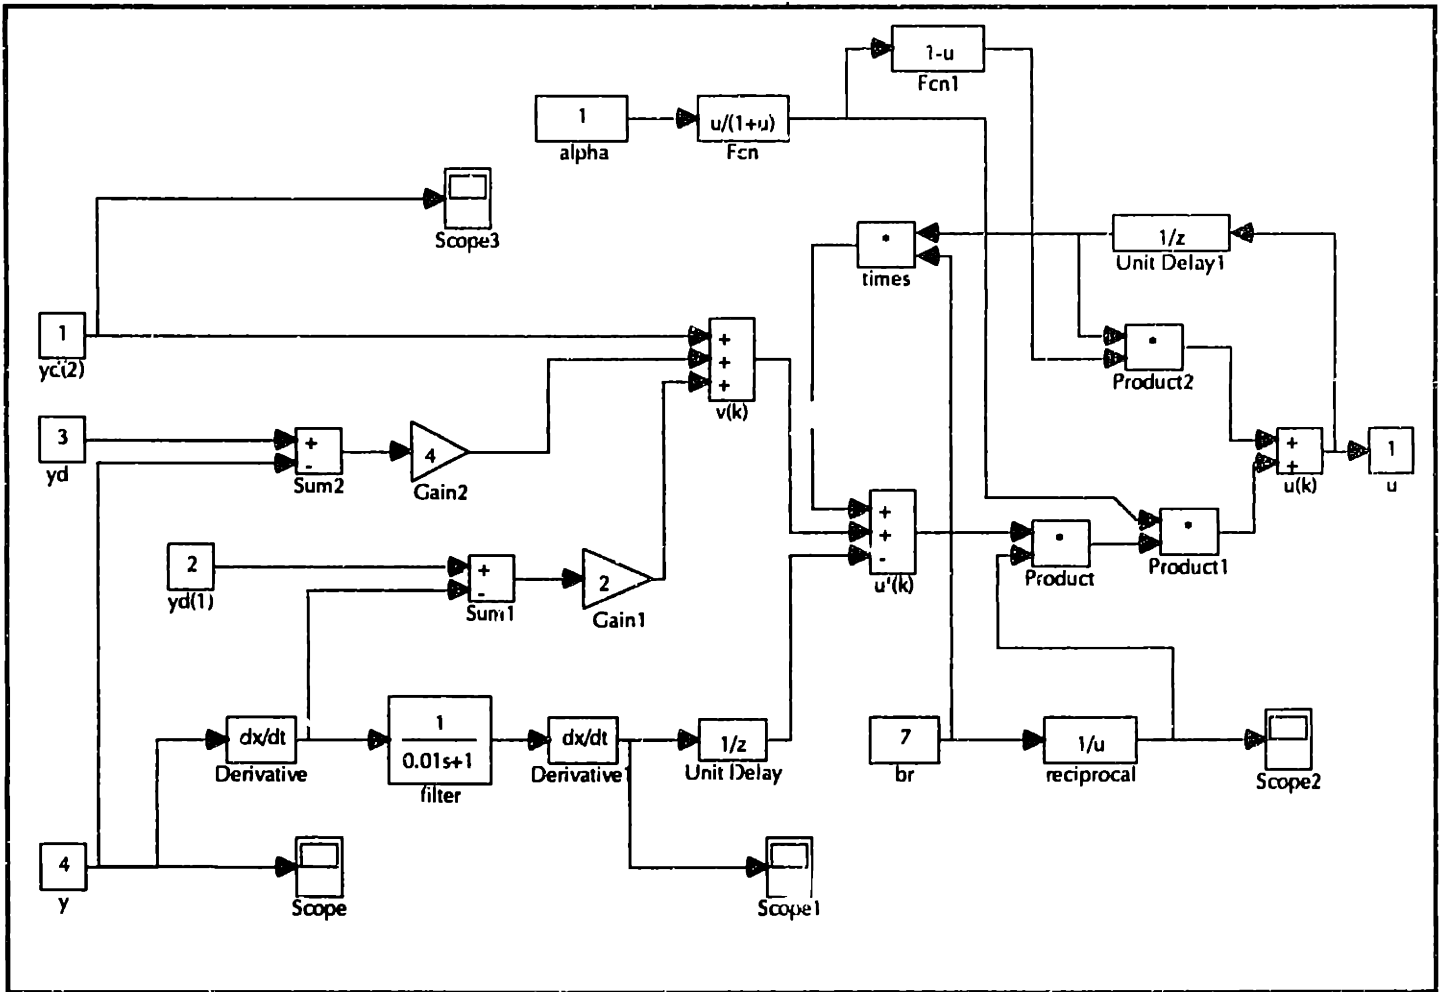 1-u
Fcn1
1
alpha
u/(1+u)
Fcn
Scope3
*
times
1/z
Unit Delay1
1
yd(2)
+
+
+
v(k)
*
Product2
3
yd
+
-
Sum2
4
Gain2
+
+
u(k)
1
u
+
+
-
u'(k)
*
Product
*
Product1
2
yd(1)
+
-
Sum1
2
Gain1
dx/dt
Derivative
1
0.01s+1
filter
dx/dt
Derivative1
1/z
Unit Delay
7
br
1/u
reciprocal
Scope2
4
y
Scope
Scope1